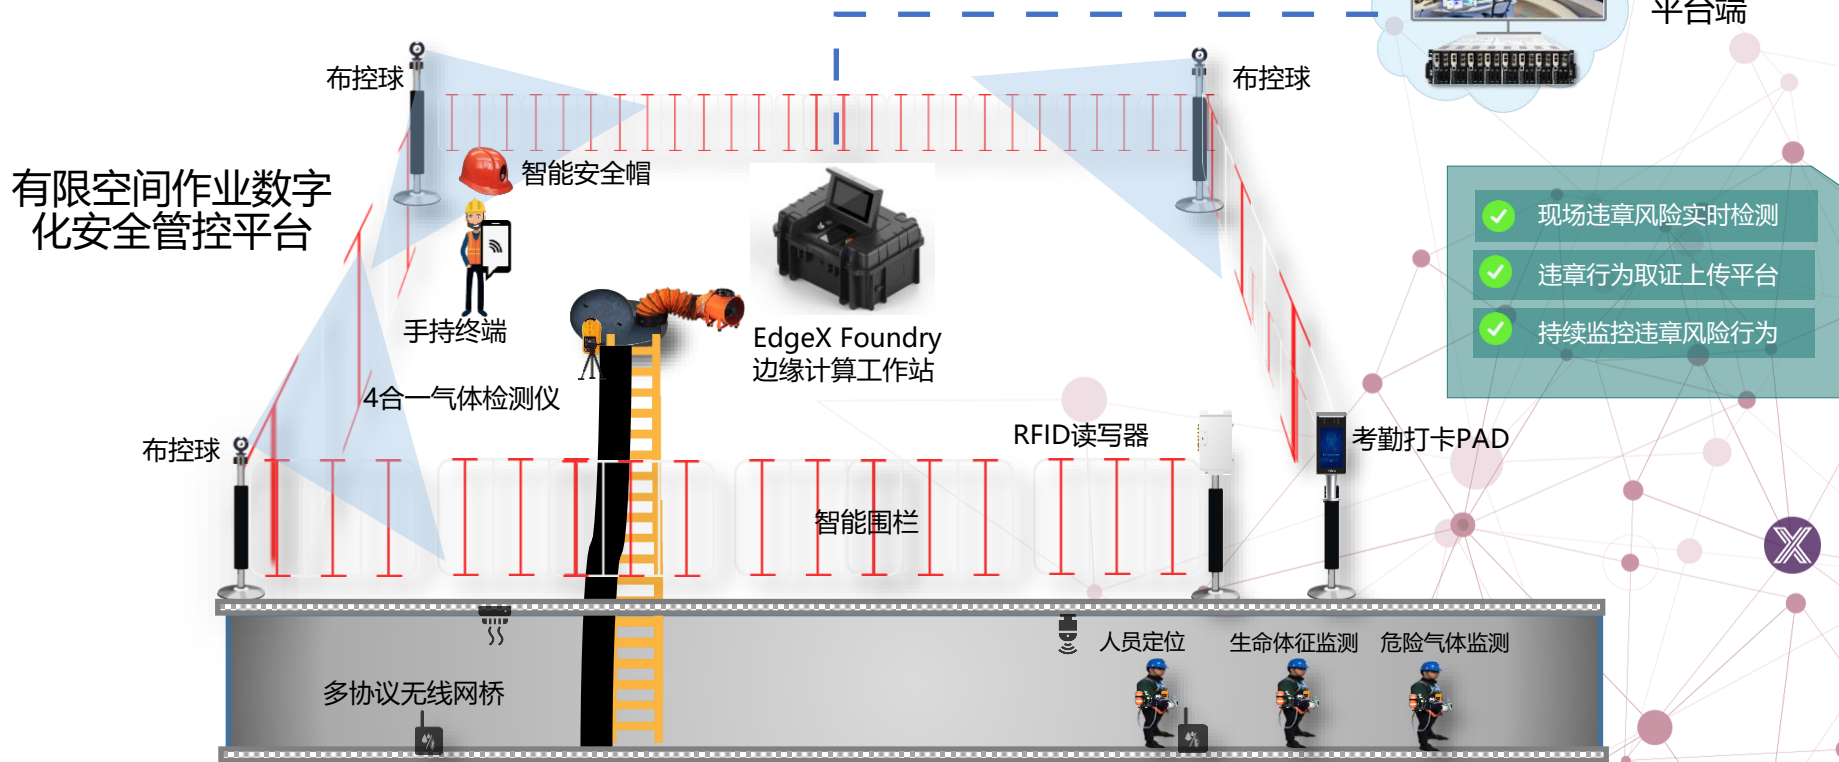 平台端
布控球
布控球
有限空间作业数字
化安全管控平台
智能安全帽
现场违章风险实时检测
违章行为取证上传平台
持续监控违章风险行为
手持终端
EdgeX Foundry
边缘计算工作站
4合一气体检测仪
布控球
RFID读写器
考勤打卡PAD
智能围栏
人员定位
生命体征监测
危险气体监测
多协议无线网桥